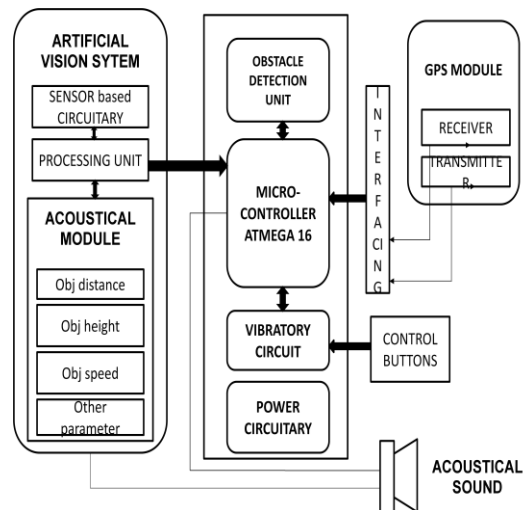 ARTIFICIAL
VISION SYTEM
SENSOR based
CIRCUITARY
PROCESSING UNIT
ACOUSTICAL
MODULE
Obj distance
Obj height
Obj speed
Other
parameter
OBSTACLE
DETECTION
UNIT
MICRO-
CONTROLLER
ATMEGA 16
VIBRATORY
CIRCUIT
POWER
CIRCUITARY
I
N
T
E
R
F
A
CI
N
G
GPS MODULE
RECEIVER
TRANSMITTE
R
CONTROL
BUTTONS
ACOUSTICAL
SOUND